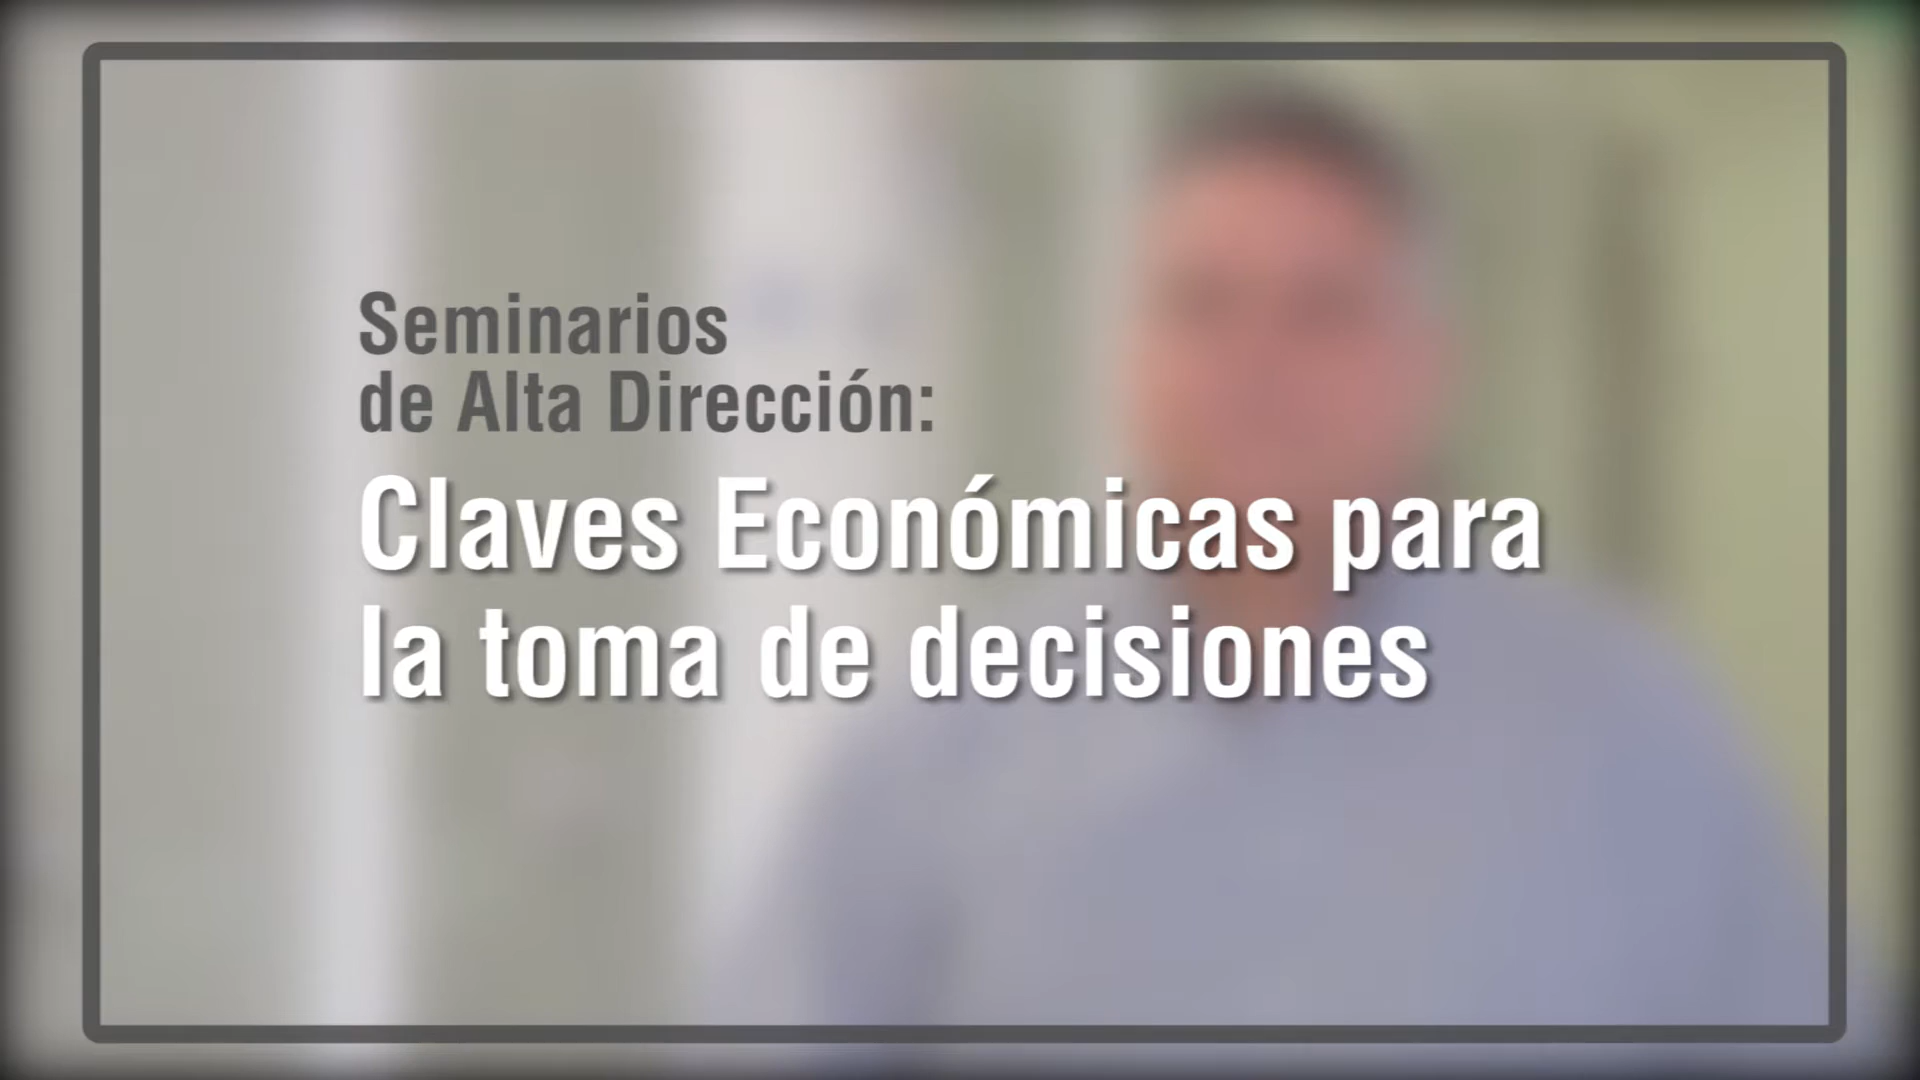 Seminarios
de Alta Dirección:
Claves Económicas para
la toma de decisiones